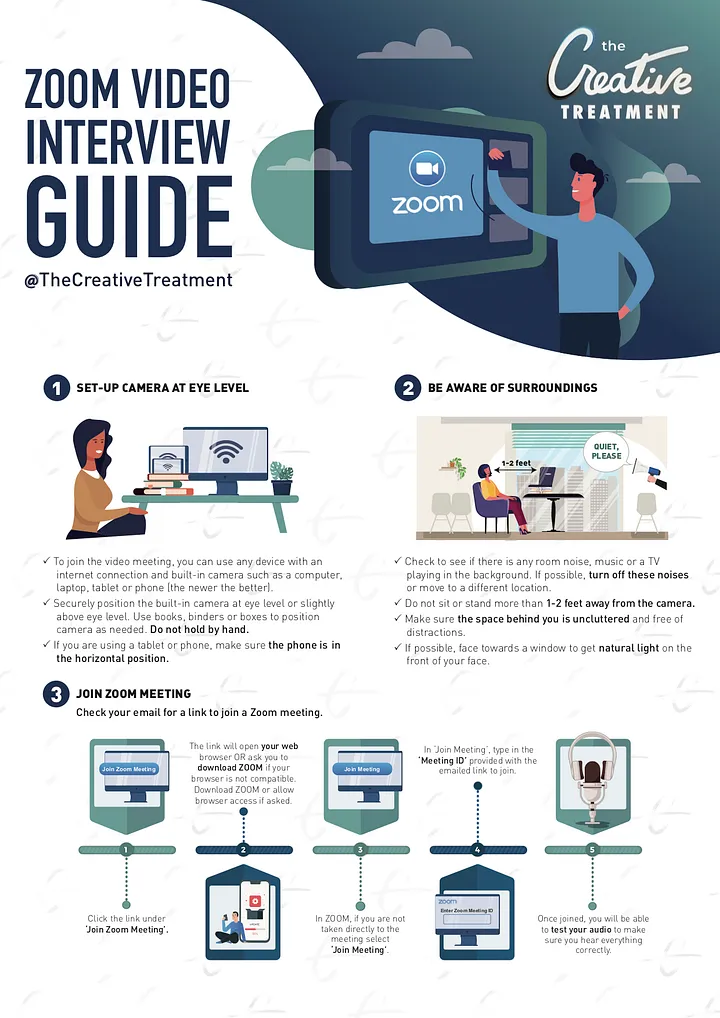 the
Creative
TREATMENT
ZOOM VIDEO
INTERVIEW
GUIDE
@TheCreativeTreatment
zoom
1 SET-UP CAMERA AT EYE LEVEL
✓ To join the video meeting, you can use any device with an
internet connection and built-in camera such as a computer,
laptop, tablet or phone (the newer the better).
✓ Securely position the built-in camera at eye level or slightly
above eye level. Use books, binders or boxes to position
camera as needed. Do not hold by hand.
✓ If you are using a tablet or phone, make sure the phone is in
the horizontal position.
2 BE AWARE OF SURROUNDINGS
1-2 feet
QUIET,
PLEASE
✓ Check to see if there is any room noise, music or a TV
playing in the background. If possible, turn off these noises
or move to a different location.
✓ Do not sit or stand more than 1-2 feet away from the camera.
✓ Make sure the space behind you is uncluttered and free of
distractions.
✓ If possible, face towards a window to get natural light on the
front of your face.
3 JOIN ZOOM MEETING
Check your email for a link to join a Zoom meeting.
Join Zoom Meeting
1
Click the link under
'Join Zoom Meeting'.
The link will open your web
browser OR ask you to
download ZOOM if your
browser is not compatible.
Download ZOOM or allow
browser access if asked.
2
Join Meeting
3
In ZOOM, if you are not
taken directly to the
meeting select
'Join Meeting'.
In 'Join Meeting', type in the
'Meeting ID' provided with the
emailed link to join.
4
zoom
Enter Zoom Meating ID
5
Once joined, you will be able
to test your audio to make
sure you hear everything
correctly.